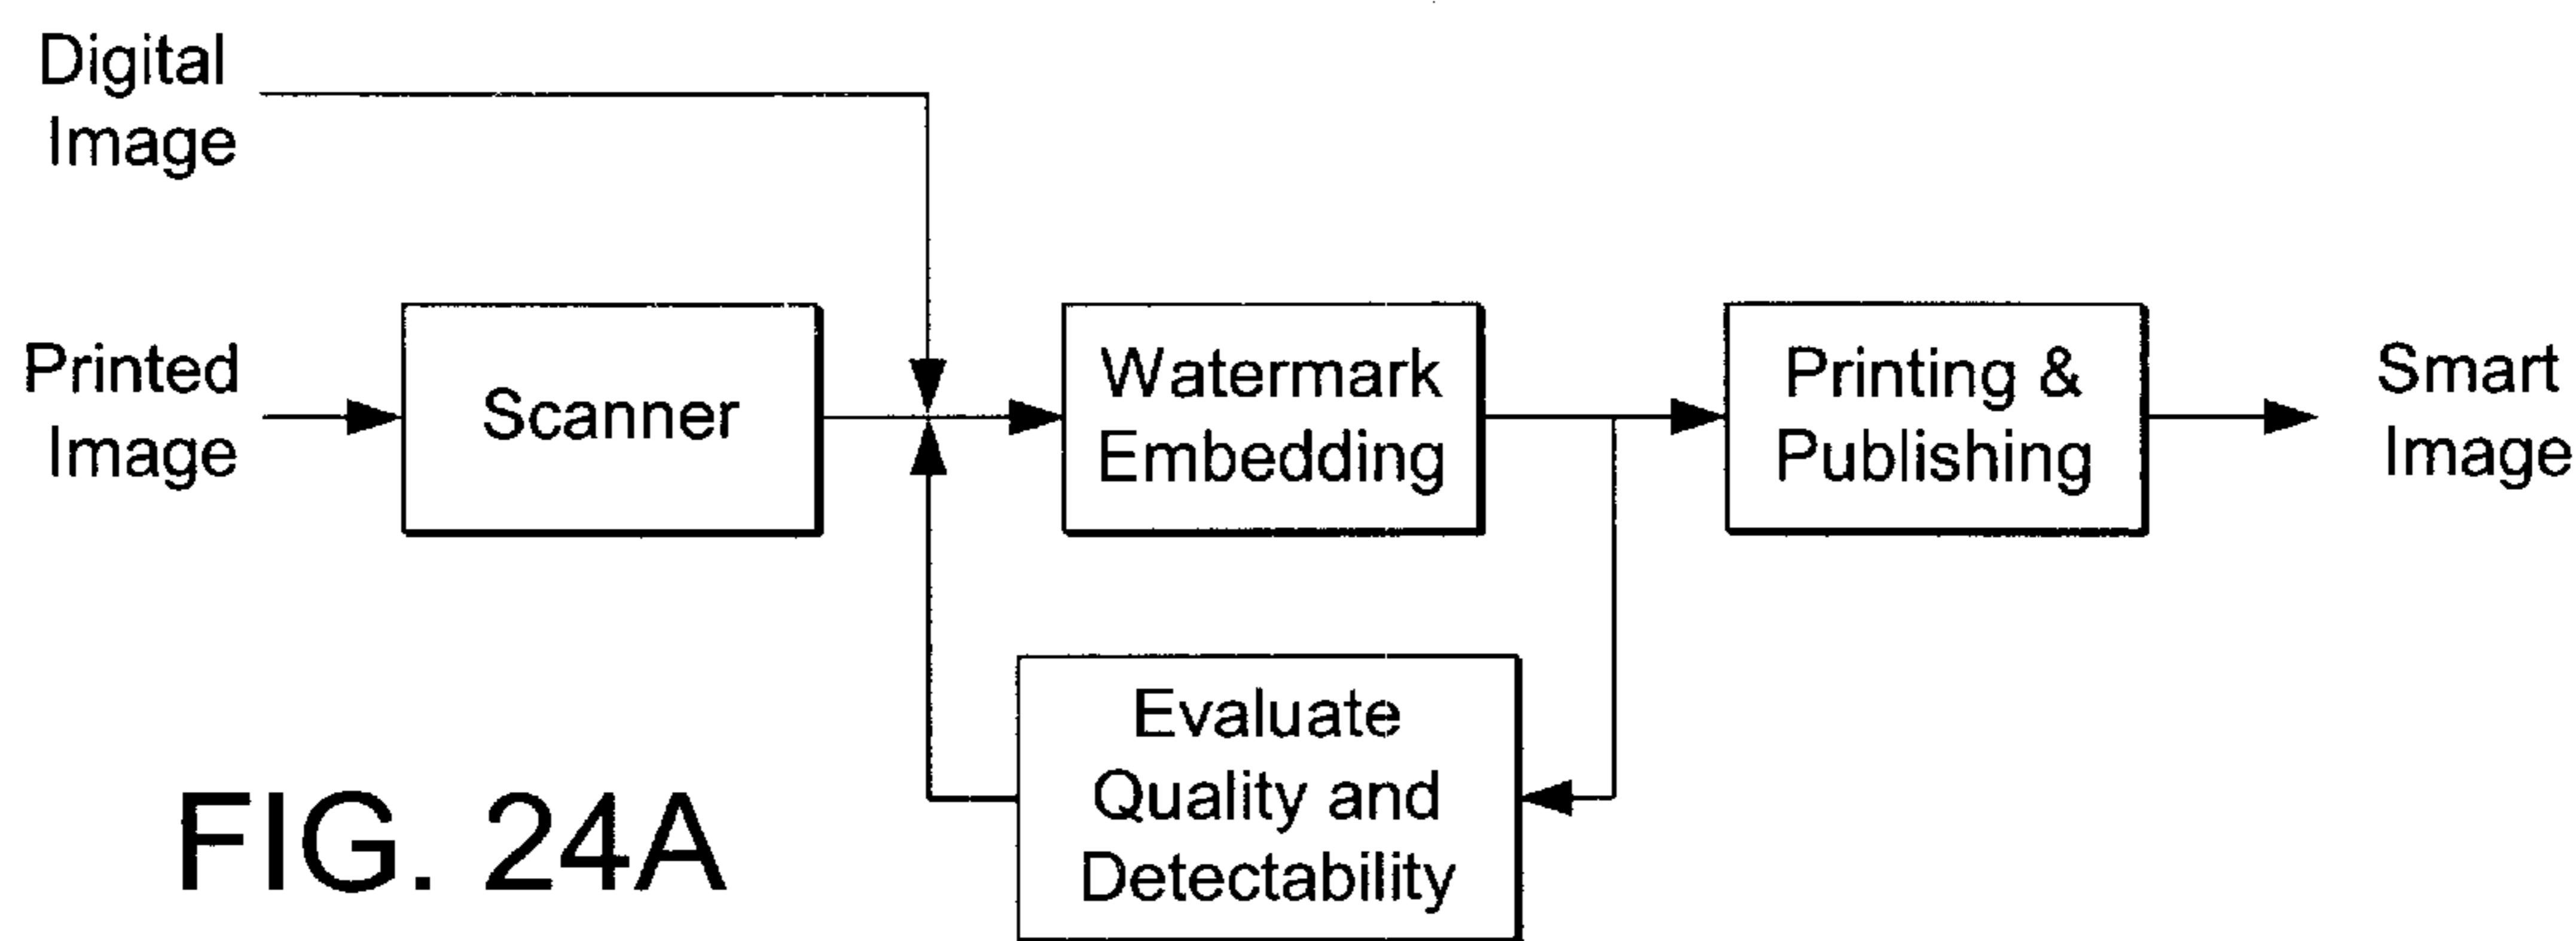 Digital
Image
Printed
Image
Scanner
Watermark
Embedding
Printing &
Publishing
Smart
Image
Evaluate
Quality and
Detectability
FIG. 24A